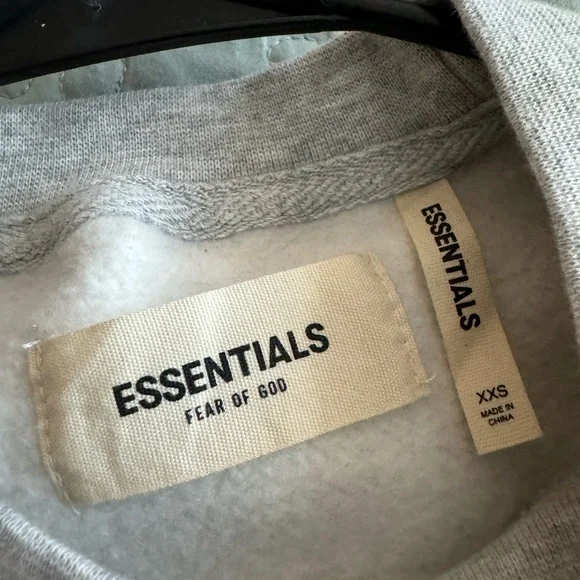 ESSENTIALS
FEAR OF GOD
ESSENTIALS
XXS
MADE IN
CHINA